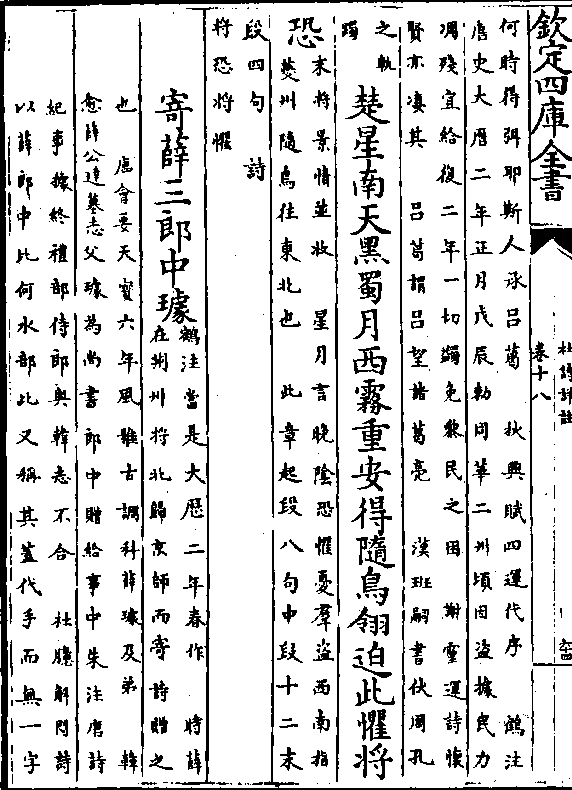 欽定四庫全書
杜詩詳註
卷十八
何時得弭耶斯人承呂葛 秋興賦四運代序 鶴注
唐史大厯二年正月戊辰勅同華二州頃因盜據民力
凋殘宜給復二年一切蠲免黎民之困 謝靈運詩懐
賢亦凄其 呂葛謂呂望諸葛亮 漢班嗣書伏周孔
之軌
躅
楚星南天黑蜀月西霧重安得隨鳥翎迫此懼將
恐
末將景情並收 星月言晚陰恐懼憂羣盜西南指
䕫州隨鳥往東北也 此章起段八句中段十二末
段四句 詩
將恐將懼
寄薛三郎中璩
鶴注當是大厯二年春作 時薛
在荆州將北歸京師而寄詩贈之
也 唐會要天寳六年風雅古調科薛璩及弟 韓
愈薛公達墓志父璩為尚書郎中贈給事中朱注唐詩
紀事據終禮部侍郎與韓志不合 杜臆解悶詩
以薛郎中比何水部此又稱其葢代手而無一字